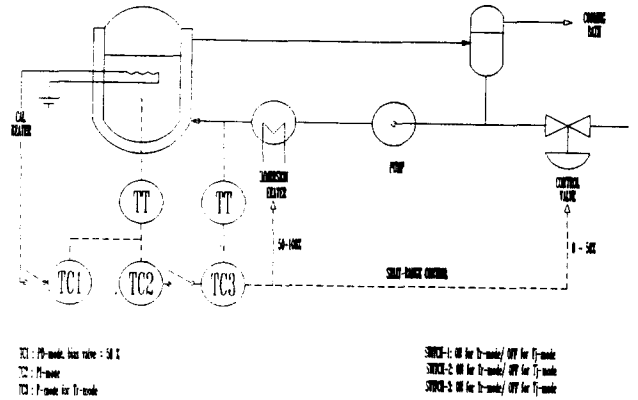 COOLING
BATH
CAL
HEATER
IMMERSION
HEATER
PUMP
CONTROL
VALVE
TT
TT
50-100%
0 - 50%
TC1
TC2
TC3
SPLIT-RANGE CONTROL
TC1 : PD-mode, bias valve = 50 %
TC2 : PI-mode
TC3 : P-mode for Tr-mode
SWITCH-1: ON for Tr-mode/ OFF for Tj-mode
SWITCH-2: ON for Tr-mode/ OFF for Tj-mode
SWITCH-3: ON for Tr-mode/ OFF for Tj-mode